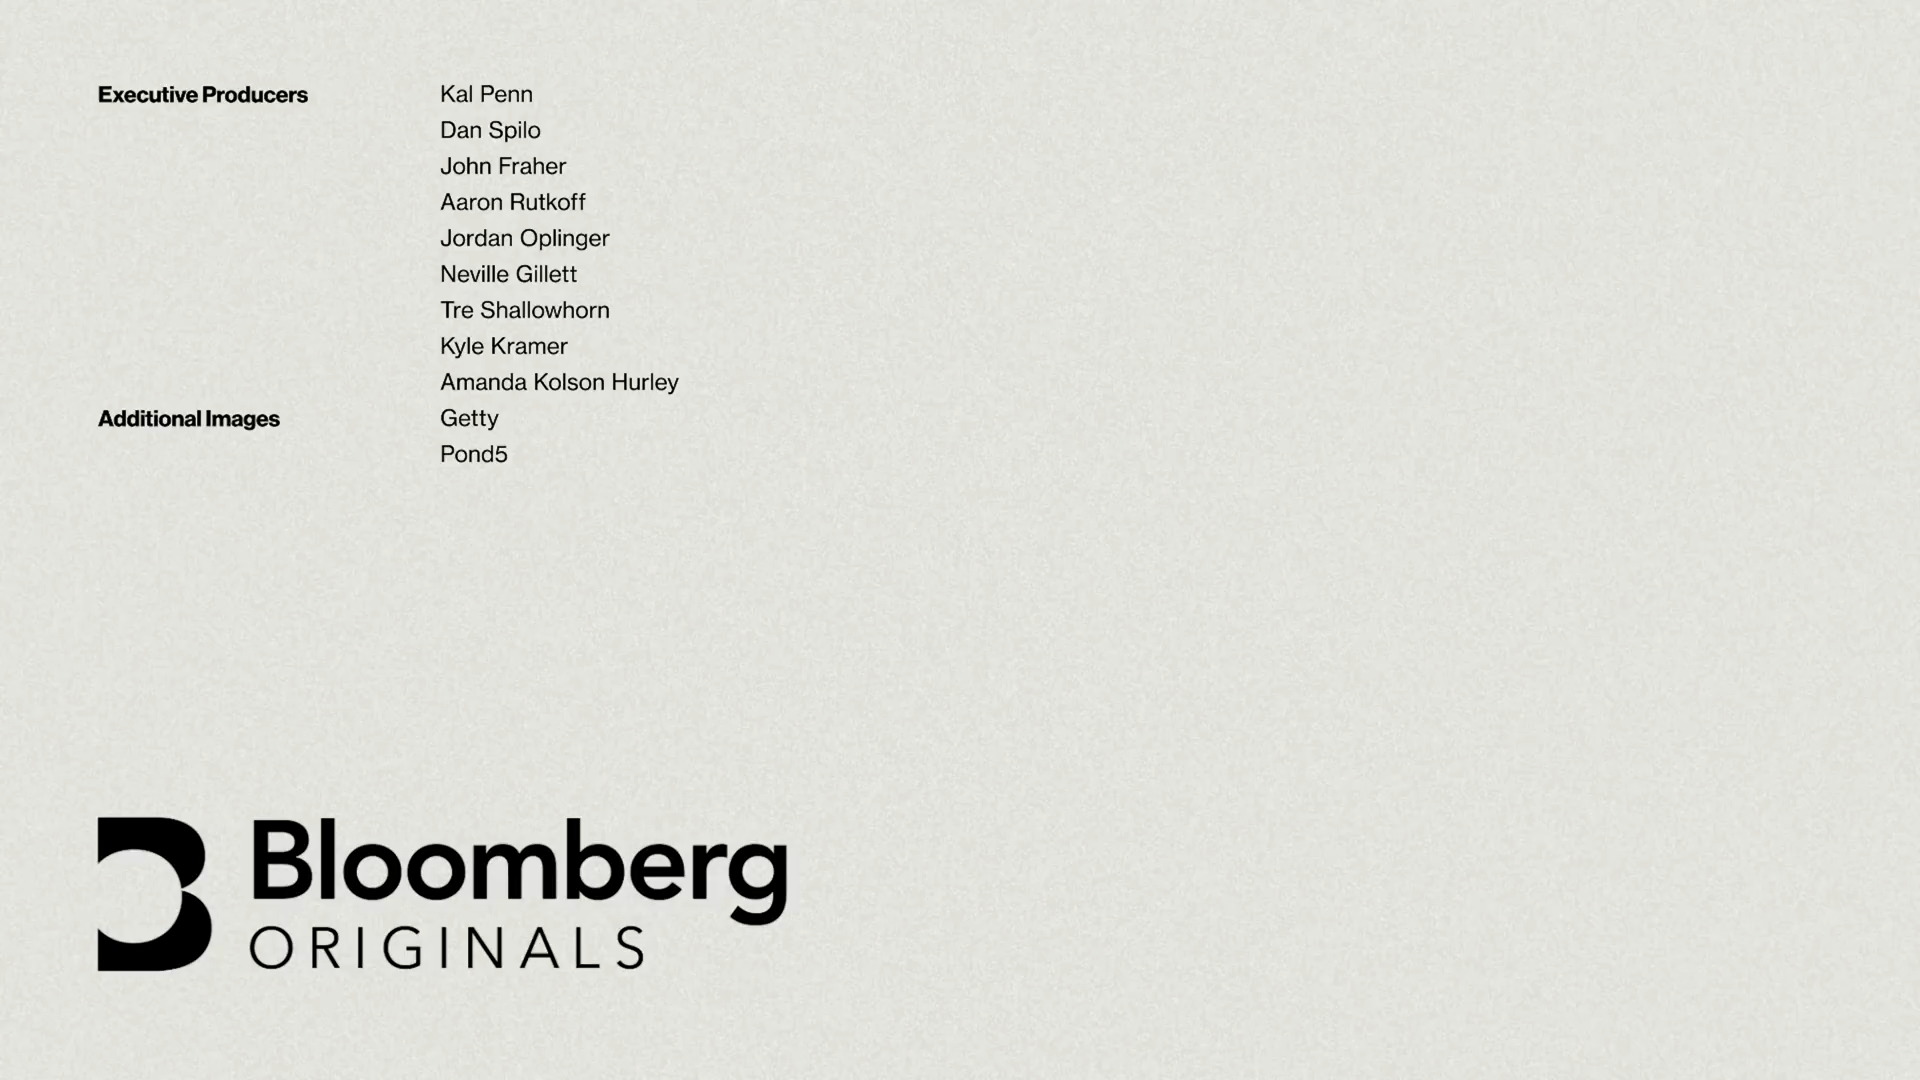 Executive Producers Kal Penn
Dan Spilo
John Fraher
Aaron Rutkoff
Jordan Oplinger
Neville Gillett
Tre Shallowhorn
Kyle Kramer
Amanda Kolson Hurley
Additional Images Getty
Pond5
Bloomberg
ORIGINALS